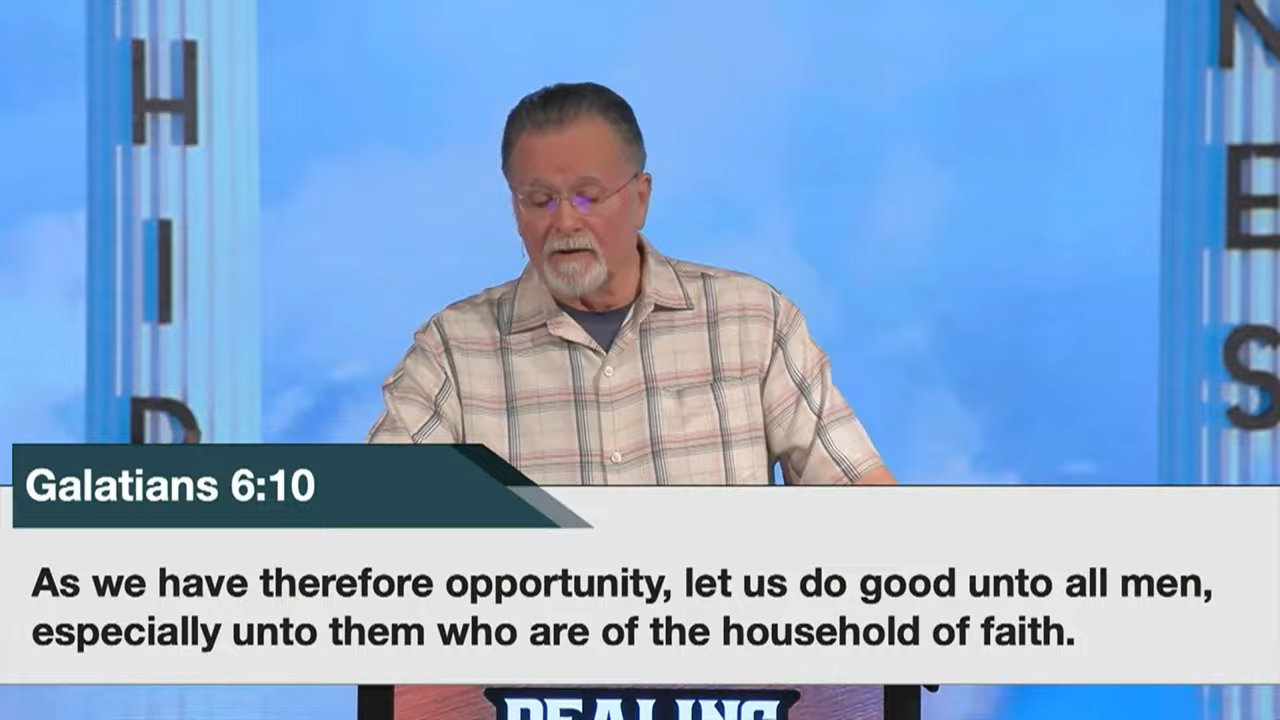 H
I
D
N
E
S
Galatians 6:10
As we have therefore opportunity, let us do good unto all men,
especially unto them who are of the household of faith.
DEALING